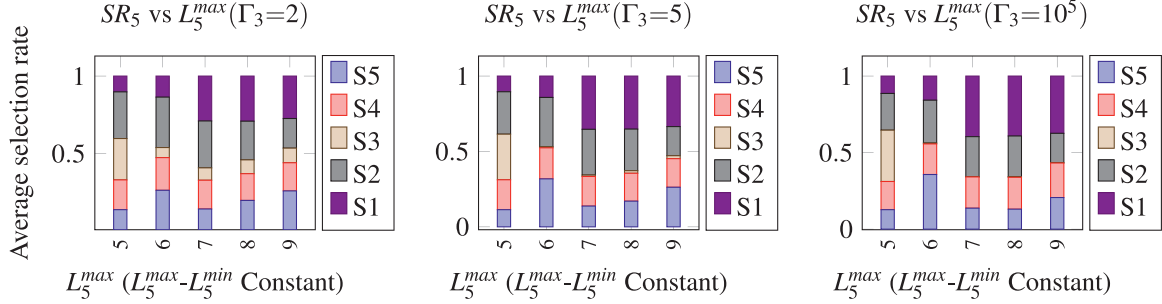 SR₅ vs L₅ᵐᵃˣ(Γ₃=2)
Average selection rate
1
0.5
5 6 7 8 9
S5
S4
S3
S2
S1
L₅ᵐᵃˣ (L₅ᵐᵃˣ-L₅ᵐⁱⁿ Constant)
SR₅ vs L₅ᵐᵃˣ(Γ₃=5)
1
0.5
0
5 6 7 8 9
S5
S4
S3
S2
S1
L₅ᵐᵃˣ (L₅ᵐᵃˣ-L₅ᵐⁱⁿ Constant)
SR₅ vs L₅ᵐᵃˣ(Γ₃=10⁵)
1
0.5
0
5 6 7 8 9
S5
S4
S3
S2
S1
L₅ᵐᵃˣ (L₅ᵐᵃˣ-L₅ᵐⁱⁿ Constant)